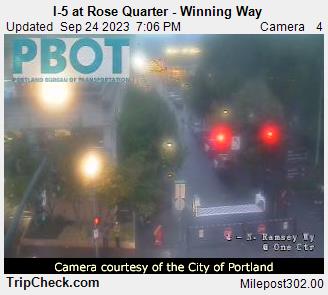 I-5 at Rose Quarter - Winning Way
Updated Sep 24 2023 7:06 PM Camera 4
PBOT
PORTLAND BUREAU OF TRANSPORTATION
4 - N. Ramsey Wy
@ One Ctr
Camera courtesy of the City of Portland
TripCheck.com Milepost302.00